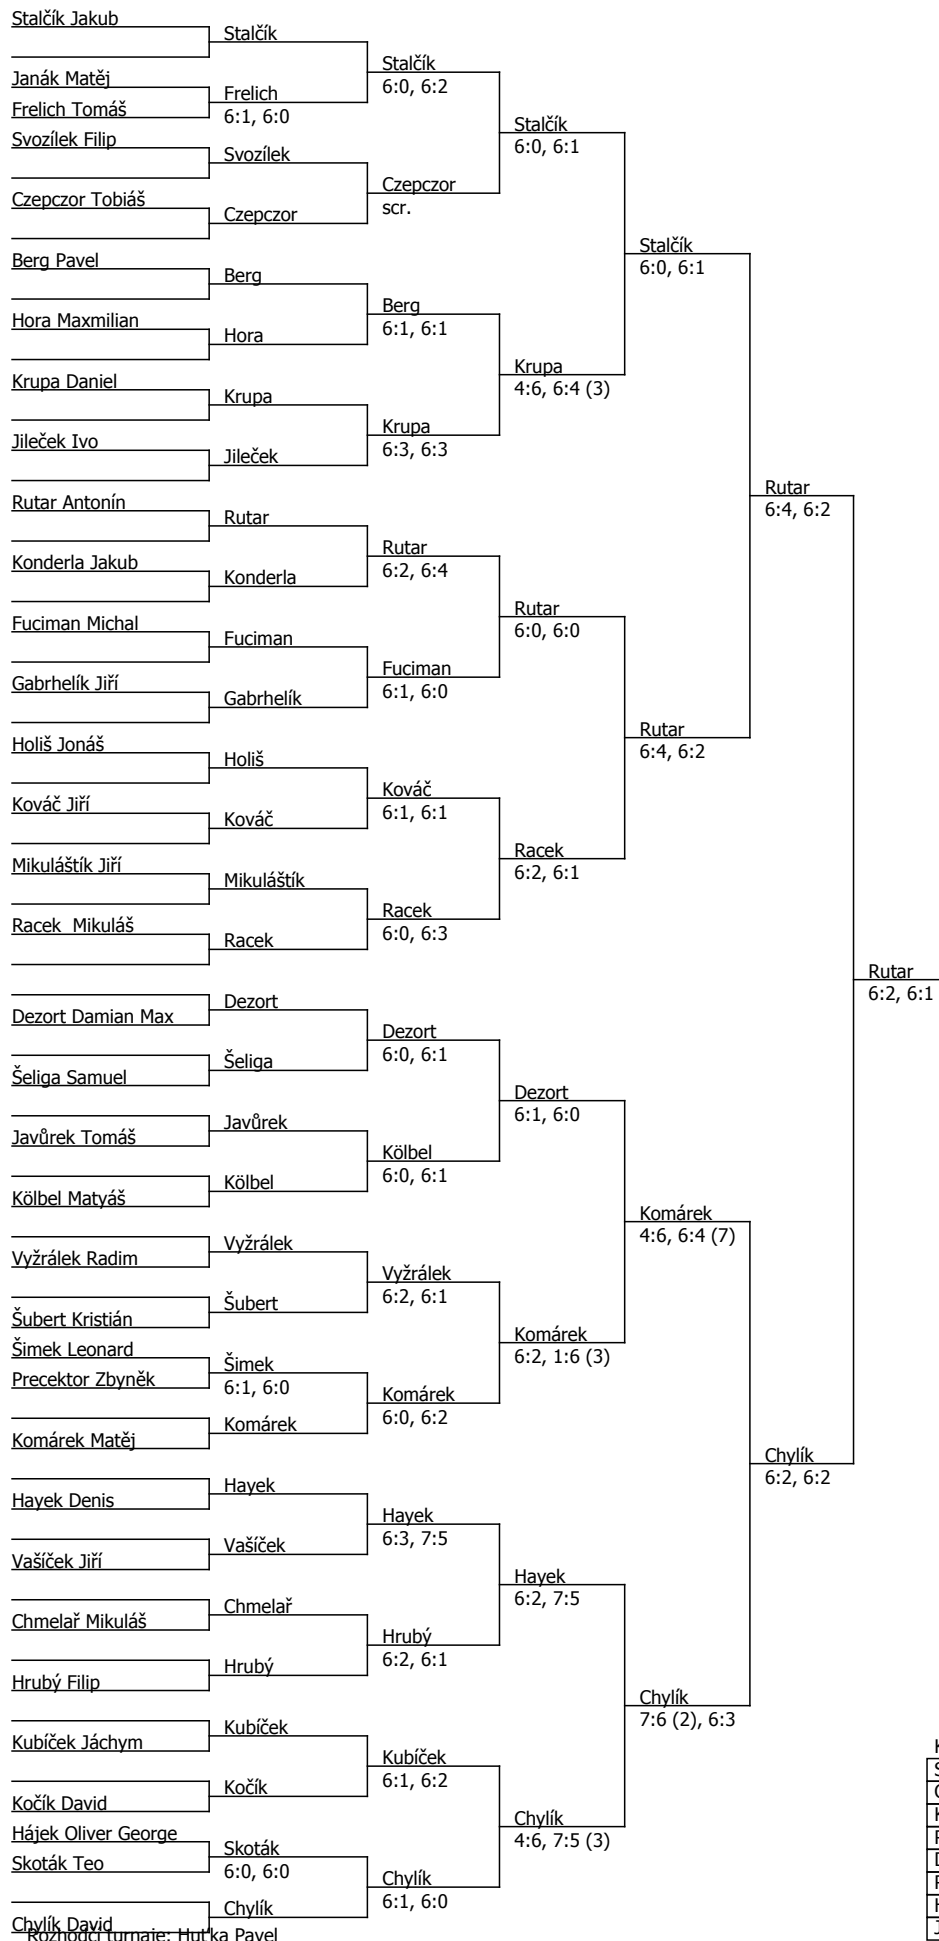 Stalčík Jakub
Janák Matěj
Frelich Tomáš
Svozílek Filip
Czepczor Tobiáš
Berg Pavel
Hora Maxmilian
Krupa Daniel
Jileček Ivo
Rutar Antonín
Konderla Jakub
Fuciman Michal
Gabrhelík Jiří
Holiš Jonáš
Kováč Jiří
Mikuláštík Jiří
Racek  Mikuláš
Dezort Damian Max
Šeliga Samuel
Javůrek Tomáš
Kölbel Matyáš
Vyžrálek Radim
Šubert Kristián
Šimek Leonard
Precektor Zbyněk
Komárek Matěj
Hayek Denis
Vašíček Jiří
Chmelař Mikuláš
Hrubý Filip
Kubíček Jáchym
Kočík David
Hájek Oliver George
Skoták Teo
Chylík David
Stalčík
Frelich
6:1, 6:0
Svozílek
Czepczor
Berg
Hora
Krupa
Jileček
Rutar
Konderla
Fuciman
Gabrhelík
Holiš
Kováč
Mikuláštík
Racek
Dezort
Šeliga
Javůrek
Kölbel
Vyžrálek
Šubert
Šimek
6:1, 6:0
Komárek
Hayek
Vašíček
Chmelař
Hrubý
Kubíček
Kočík
Skoták
6:0, 6:0
Chylík
Stalčík
6:0, 6:2
Czepczor
scr.
Berg
6:1, 6:1
Krupa
6:3, 6:3
Rutar
6:2, 6:4
Fuciman
6:1, 6:0
Kováč
6:1, 6:1
Racek
6:0, 6:3
Dezort
6:0, 6:1
Kölbel
6:0, 6:1
Vyžrálek
6:2, 6:1
Komárek
6:0, 6:2
Hayek
6:3, 7:5
Hrubý
6:2, 6:1
Kubíček
6:1, 6:2
Chylík
6:1, 6:0
Stalčík
6:0, 6:1
Krupa
4:6, 6:4 (3)
Rutar
6:0, 6:0
Racek
6:2, 6:1
Dezort
6:1, 6:0
Komárek
6:2, 1:6 (3)
Hayek
6:2, 7:5
Chylík
4:6, 7:5 (3)
Stalčík
6:0, 6:1
Rutar
6:4, 6:2
Komárek
4:6, 6:4 (7)
Chylík
7:6 (2), 6:3
Rutar
6:4, 6:2
Chylík
6:2, 6:2
Rutar
6:2, 6:1
Rozhodčí turnaje: Huťka Pavel